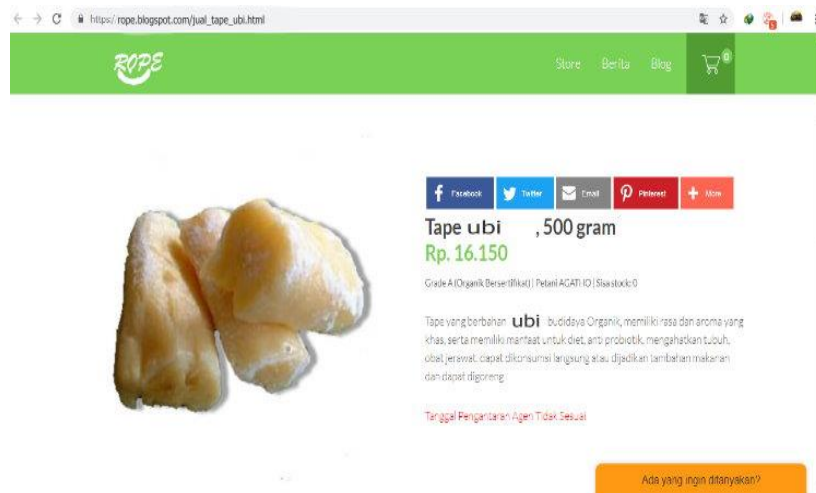 https:/ rope.blogspot.com/jual_tape_ubi.html
5
ROPE
Store Berita Blog 0
Facebook Twitter Email Pinterest More
Tape ubi , 500 gram
Rp. 16.150
Grade A (Organik Bersertifikat) | Petani AGATHO | Sisa stock: 0
Tape yang berbahan ubi budidaya Organik, memiliki rasa dan aroma yang
khas, serta memiliki manfaat untuk diet, anti probiotik, mengahatkan tubuh,
obat jerawat, dapat dikonsumsi langsung atau dijadikan tambahan makanan
dan dapat digoreng
Tanggal Pengantaran Agen Tidak Sesuai
Ada yang ingin ditanyakan?